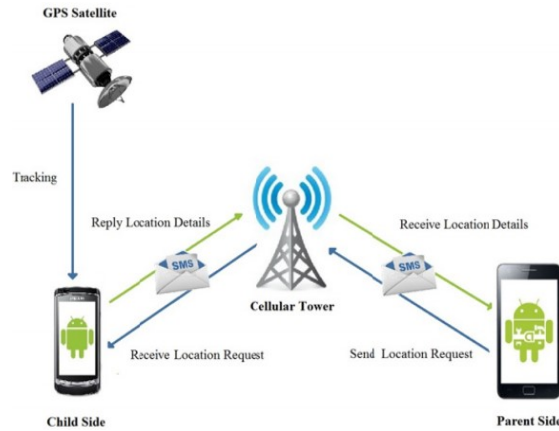 GPS Satellite
Tracking
Reply Location Details
Receive Location Details
SMS
SMS
Cellular Tower
Receive Location Request
Send Location Request
Child Side
Parent Side